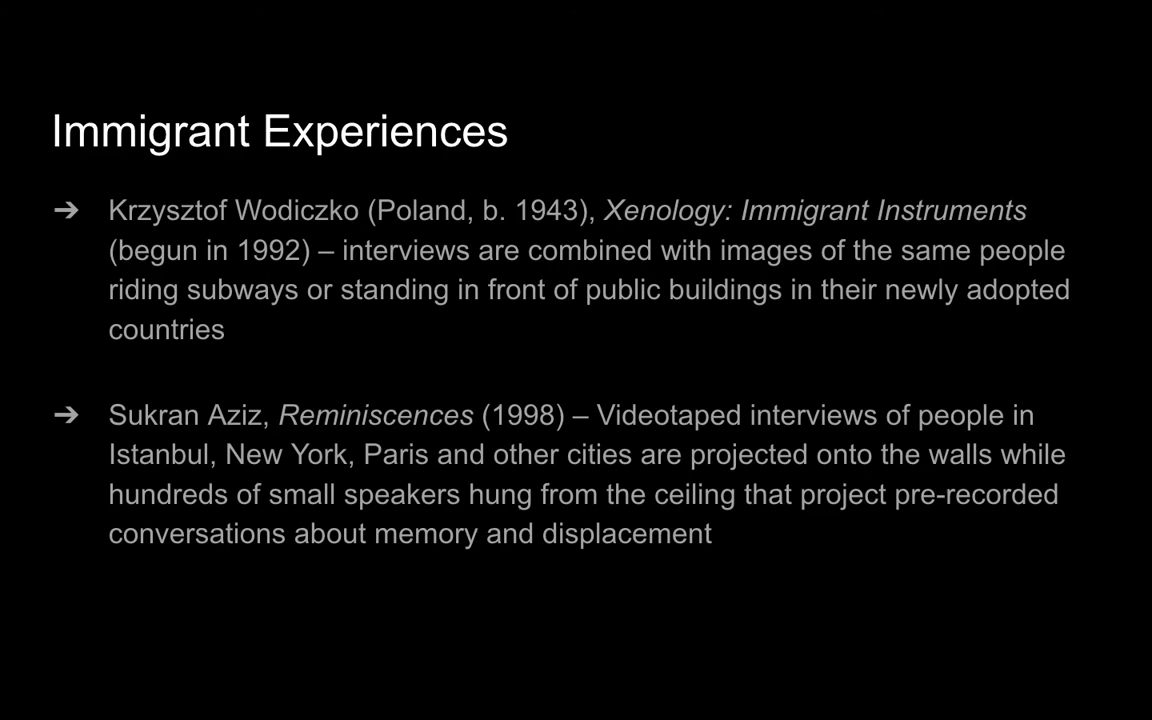 Immigrant Experiences
➔ Krzysztof Wodiczko (Poland, b. 1943), Xenology: Immigrant Instruments
(begun in 1992) – interviews are combined with images of the same people
riding subways or standing in front of public buildings in their newly adopted
countries
➔ Sukran Aziz, Reminiscences (1998) – Videotaped interviews of people in
Istanbul, New York, Paris and other cities are projected onto the walls while
hundreds of small speakers hung from the ceiling that project pre-recorded
conversations about memory and displacement